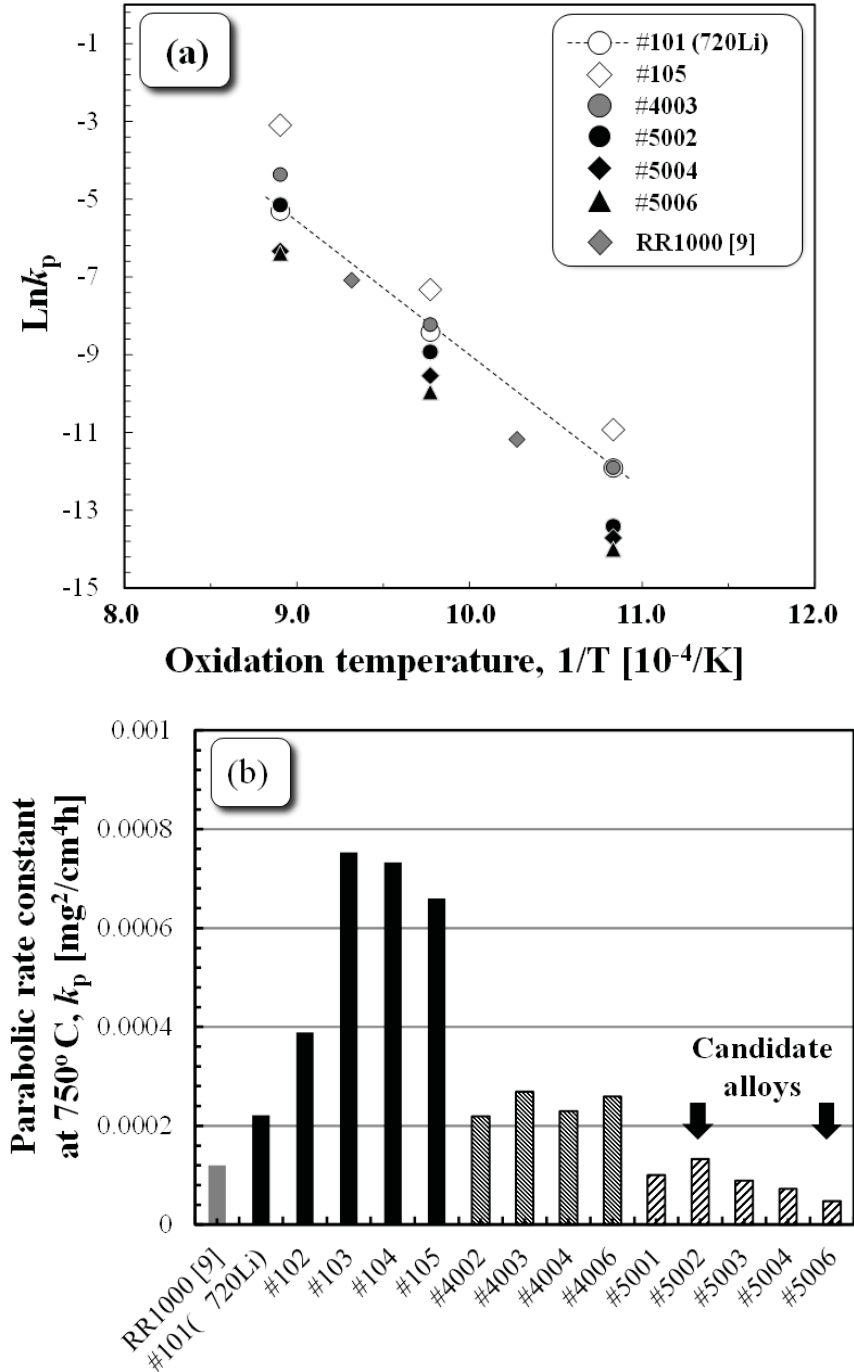 (a)
#101 (720Li)
#105
#4003
#5002
#5004
#5006
RR1000 [9]
Lnkp
-1
-3
-5
-7
-9
-11
-13
-15
8.0 9.0 10.0 11.0 12.0
Oxidation temperature, 1/T [10⁻⁴/K]
(b)
Parabolic rate constant
at 750º C, kp [mg²/cm⁴h]
0.001
0.0008
0.0006
0.0004
0.0002
0
Candidate
alloys
RR1000 [9]
#101( 720Li)
#102
#103
#104
#105
#4002
#4003
#4004
#4006
#5001
#5002
#5003
#5004
#5006